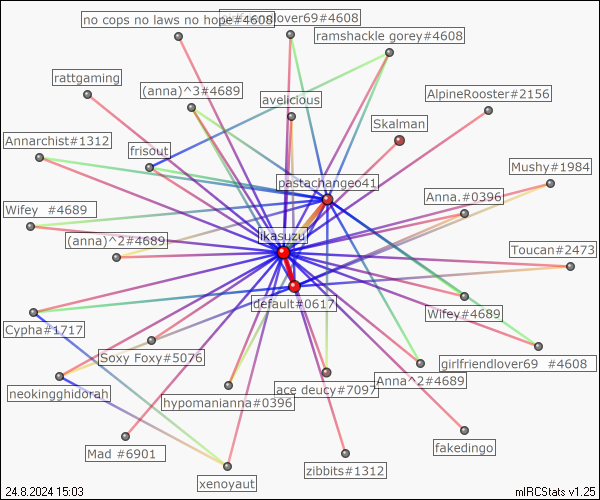 no cops no laws no hope#4608
lover69#4608
ramshackle gorey#4608
rattgaming
(anna)^3#4689
avelicious
AlpineRooster#2156
Skalman
Annarchist#1312
frisout
Mushy#1984
pastachangeo41
Anna.#0396
Wifey #4689
(anna)^2#4689
ikasuzu
Toucan#2473
default#0617
Cypha#1717
Wifey#4689
Soxy Foxy#5076
girlfriendlover69 #4608
neokingghidorah
hypomanianna#0396
ace deucy#7097
Anna^2#4689
Mad #6901
fakedingo
xenoyaut
zibbits#1312
24.8.2024 15:03
mIRCStats v1.25